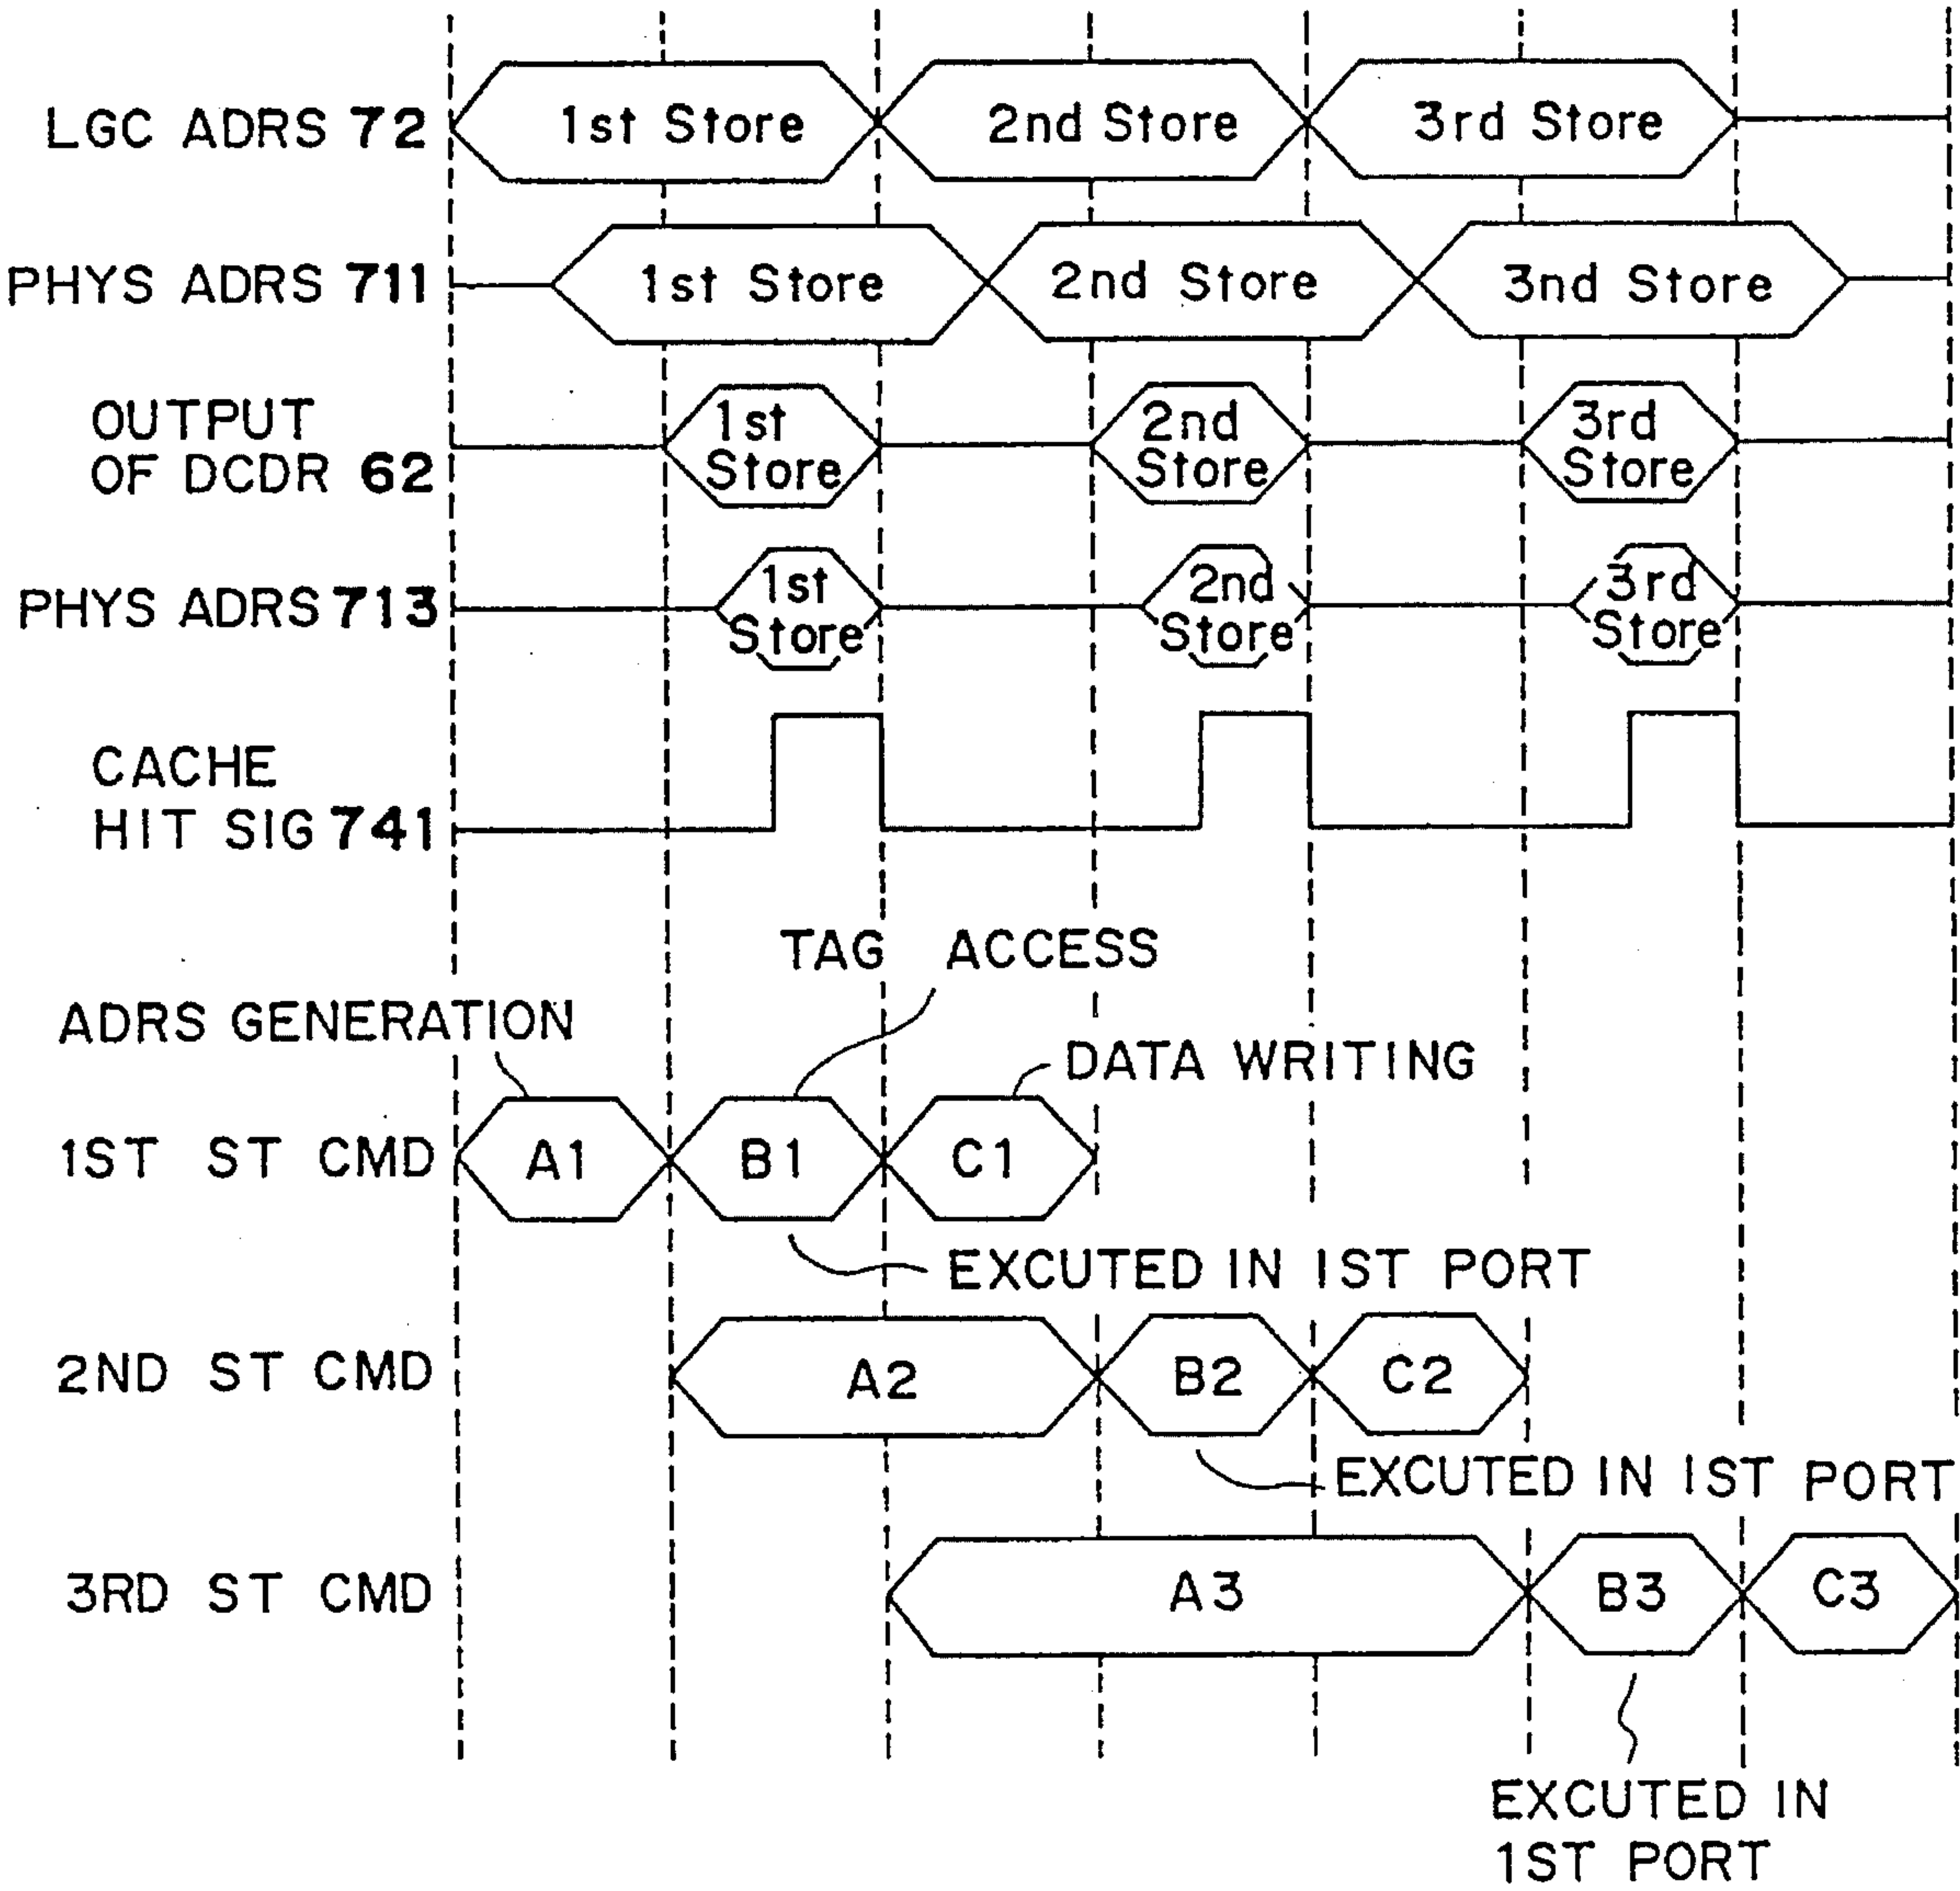 LGC ADRS 72
1st Store
2nd Store
3rd Store
PHYS ADRS 711
1st Store
2nd Store
3nd Store
OUTPUT
OF DCDR 62
1st
Store
2nd
Store
3rd
Store
PHYS ADRS 713
1st
Store
2nd
Store
3rd
Store
CACHE
HIT SIG 741
TAG ACCESS
ADRS GENERATION
DATA WRITING
1ST ST CMD
A1
B1
C1
EXCUTED IN 1ST PORT
2ND ST CMD
A2
B2
C2
EXCUTED IN 1ST PORT
3RD ST CMD
A3
B3
C3
EXCUTED IN
1ST PORT